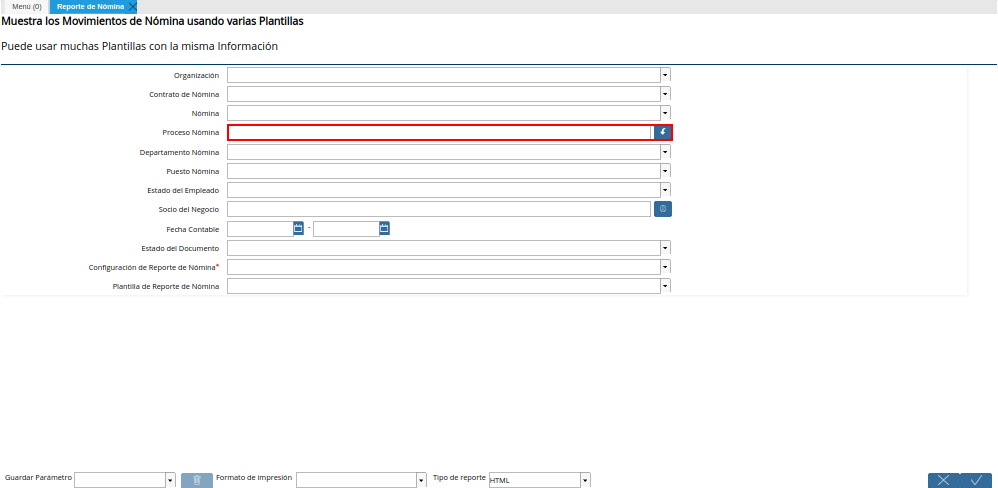 Menú (0) Reporte de Nómina
Muestra los Movimientos de Nómina usando varias Plantillas
Puede usar muchas Plantillas con la misma Información
Organización
Contrato de Nómina
Nómina
Proceso Nómina
Departamento Nómina
Puesto Nómina
Estado del Empleado
Socio del Negocio
Fecha Contable -
Estado del Documento
Configuración de Reporte de Nómina*
Plantilla de Reporte de Nómina
Guardar Parámetro Formato de impresión Tipo de reporte HTML